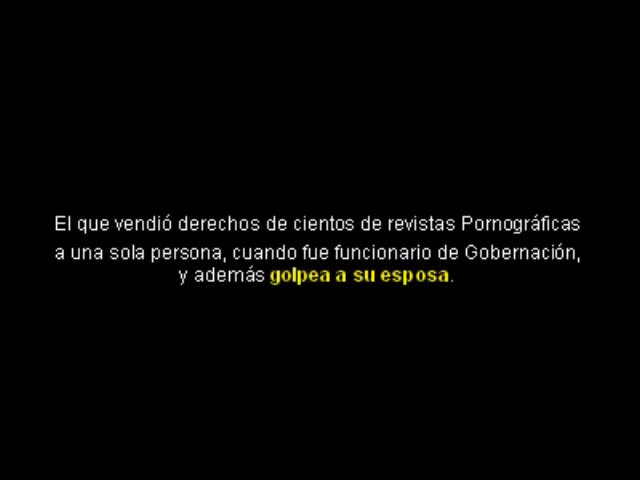 El que vendió derechos de cientos de revistas Pornográficas
a una sola persona, cuando fue funcionario de Gobernación,
y además golpea a su esposa.